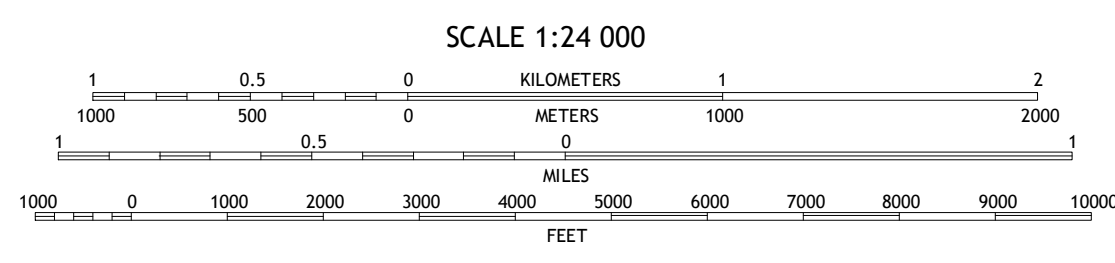 SCALE 1:24 000
1 0.5 0 KILOMETERS 1 2
1000 500 0 METERS 1000 2000
1 0.5 0 1
MILES
1000 0 1000 2000 3000 4000 5000 6000 7000 8000 9000 10000
FEET